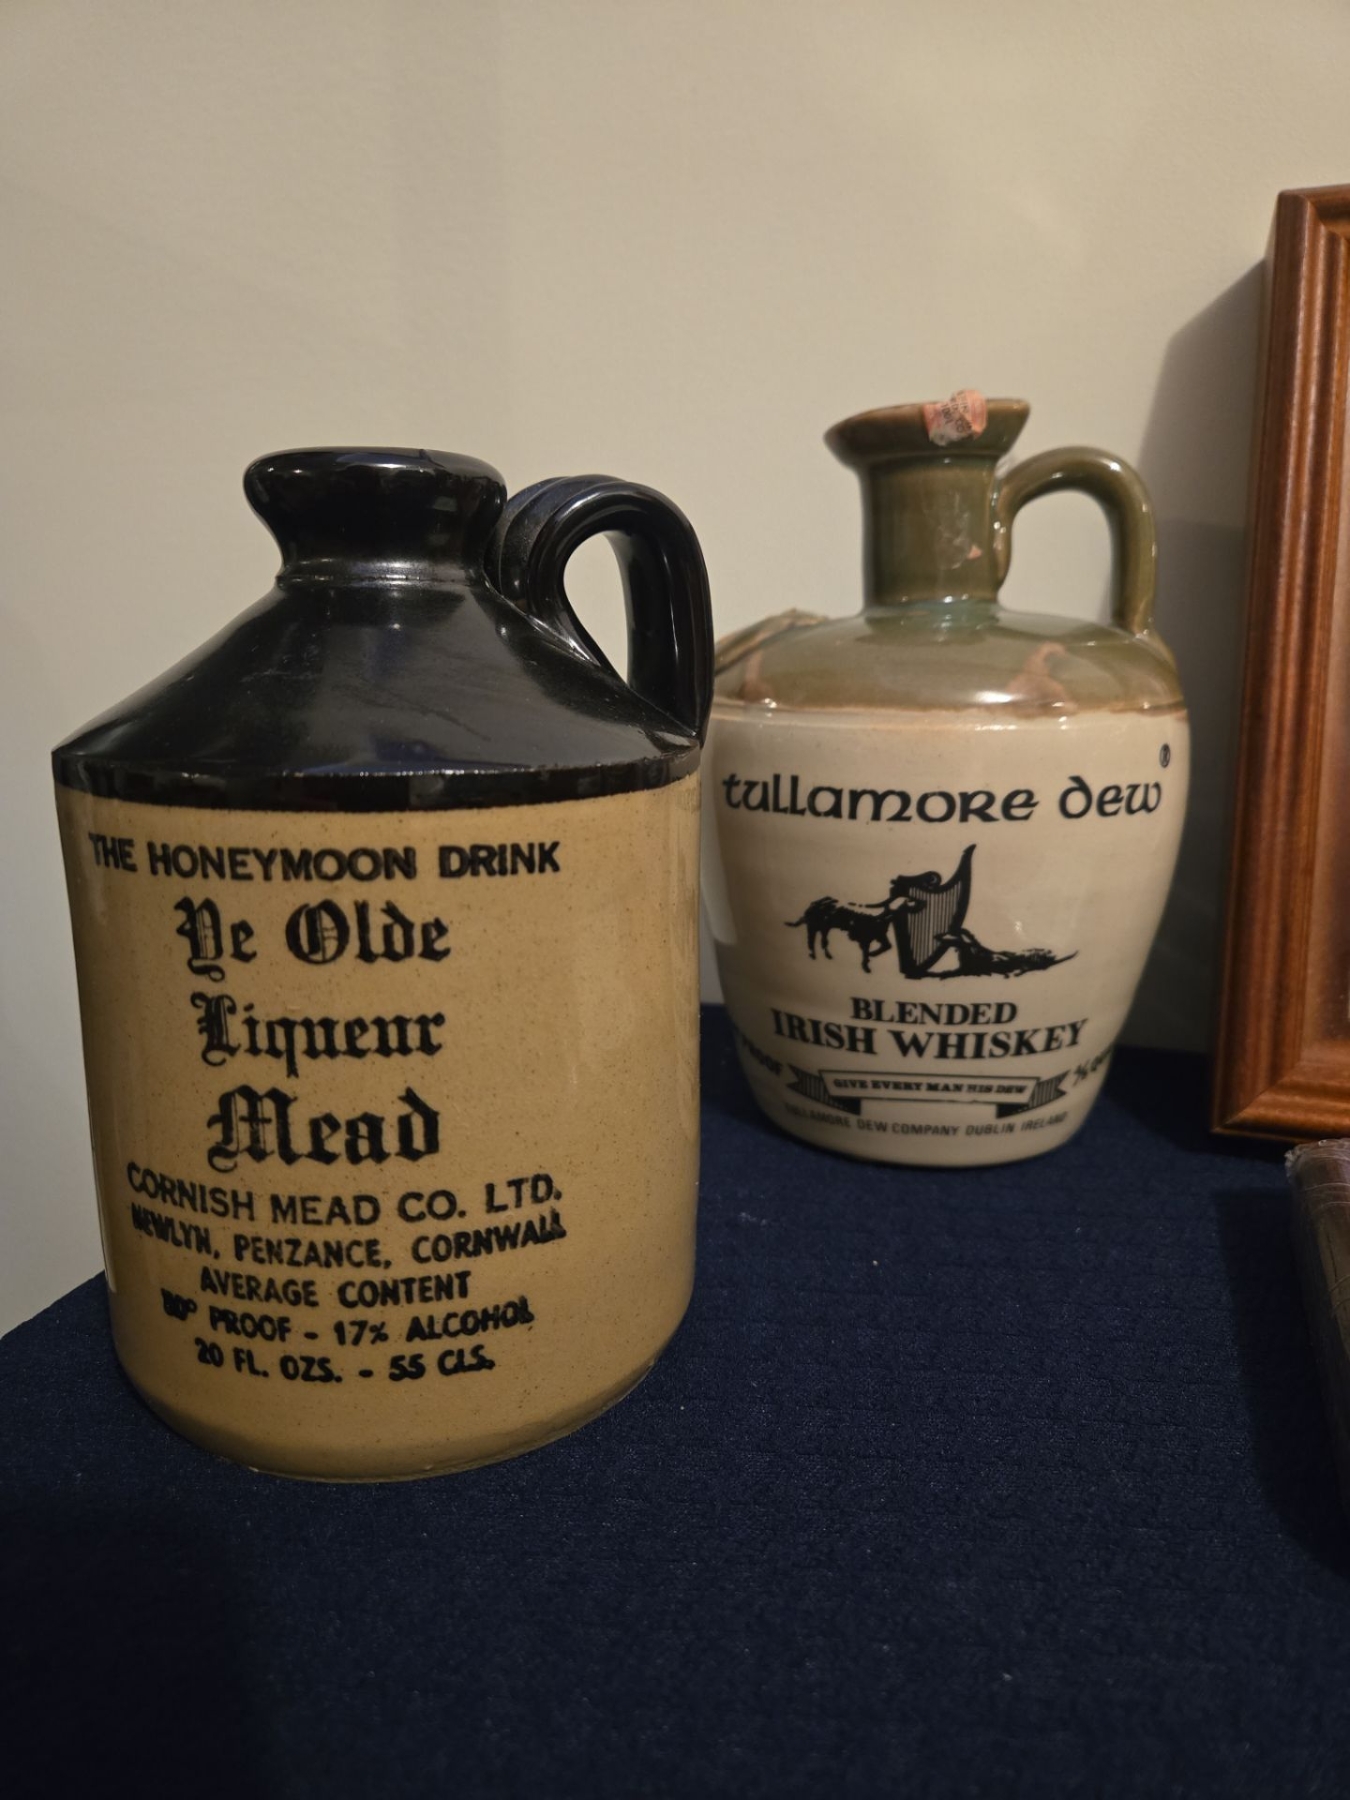 THE HONEYMOON DRINK
Ye Olde
Liqueur
Mead
CORNISH MEAD CO. LTD.
NEWLYN, PENZANCE, CORNWALL
AVERAGE CONTENT
PROOF - 17% ALCOHOL
20 FL. OZS. - 55 CLS.
tullamore dew®
BLENDED
IRISH WHISKEY
PROOF
GIVE EVERY MAN HIS DEW
TULLAMORE DEW COMPANY DUBLIN IRELAND